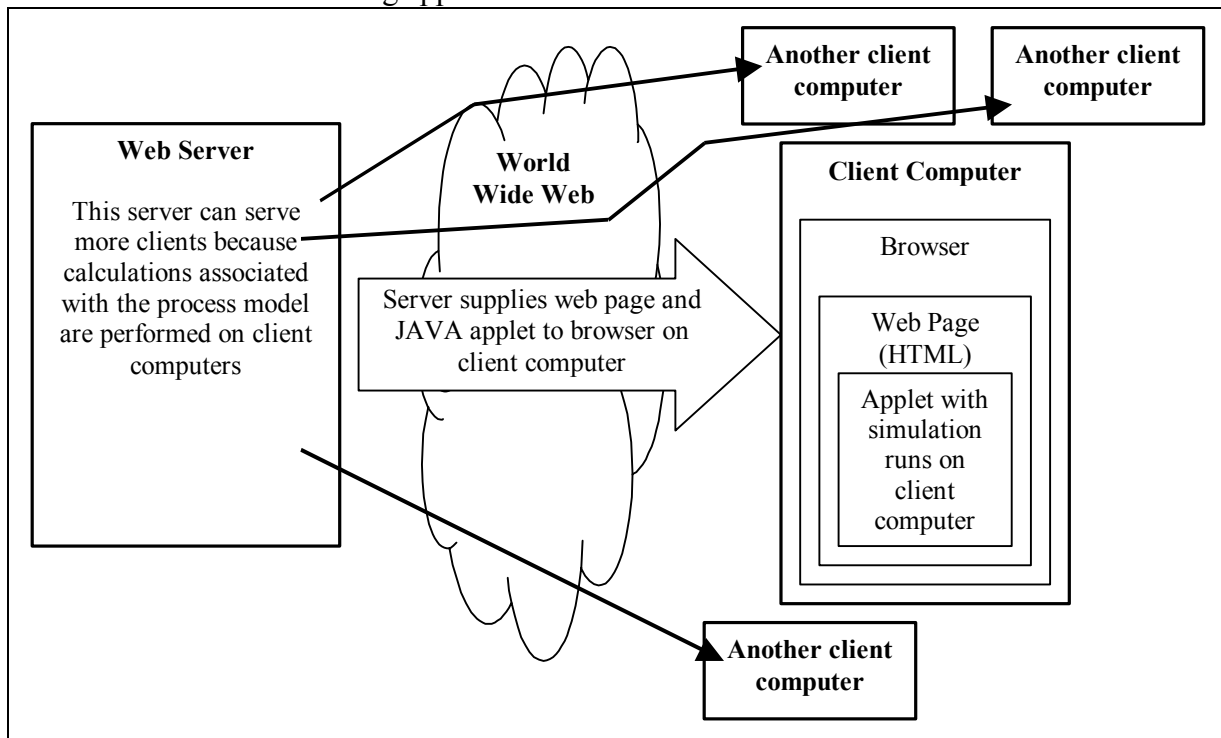 Web Server
This server can serve
more clients because
calculations associated
with the process model
are performed on client
computers
World
Wide Web
Server supplies web page and
JAVA applet to browser on
client computer
Another client
computer
Another client
computer
Client Computer
Browser
Web Page
(HTML)
Applet with
simulation
runs on
client
computer
Another client
computer